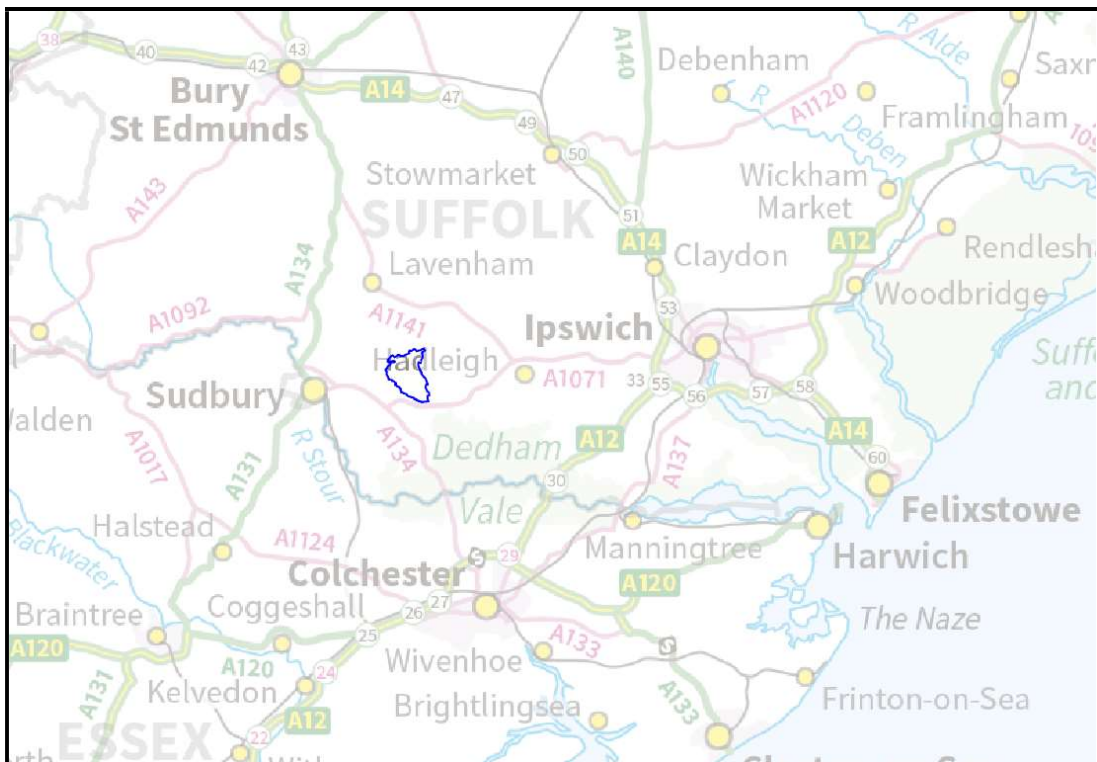 38
40
42
43
Bury
St Edmunds
A14
47
49
50
A140
Debenham
R Alde
R
Deben
A1120
Framlingham
Stowmarket
Wickham
Market
A143
SUFFOLK
51
A14
A12
A134
Lavenham
Claydon
Rendlesha
53
Woodbridge
A1092
A1141
Ipswich
Hadleigh
A1071
33
55
56
57
58
Sudbury
A12
A14
60
A137
alden
A1017
A131
R Stour
A134
Dedham
Vale
30
Felixstowe
Halstead
A1124
S
29
Manningtree
Harwich
Blackwater
Colchester
A120
The Naze
Braintree
Coggeshall
26
27
25
A120
A120
A133
S
Wivenhoe
A131
Kelvedon
24
A12
Brightlingsea
A133
Frinton-on-Sea
ESSEX
22